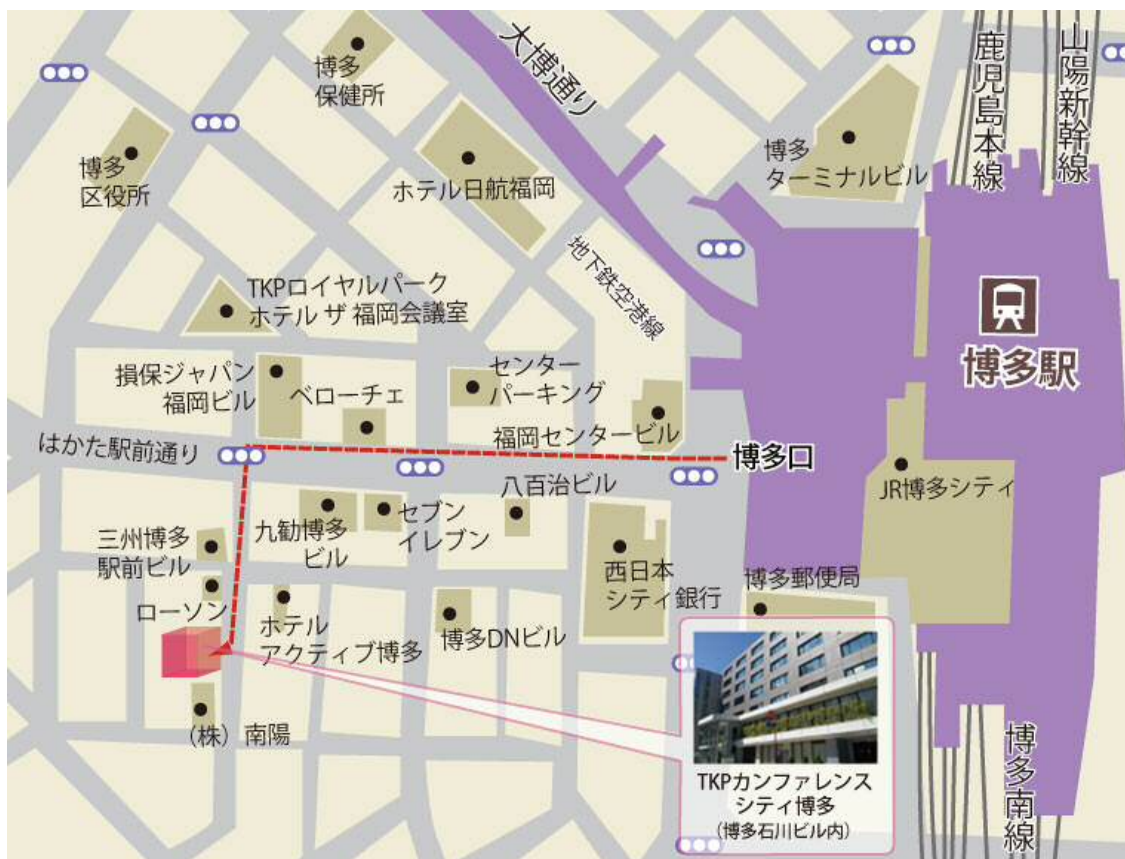 大博通り
鹿児島本線
山陽新幹線
博多
保健所
博多
区役所
ホテル日航福岡
博多
ターミナルビル
地下鉄空港線
TKPロイヤルパーク
ホテル ザ 福岡会議室
博多駅
損保ジャパン
福岡ビル
ベローチェ
センター
パーキング
福岡センタービル
はかた駅前通り
博多口
JR博多シティ
八百治ビル
九勧博多
ビル
セブン
イレブン
三州博多
駅前ビル
西日本
シティ銀行
博多郵便局
ローソン
ホテル
アクティブ博多
博多DNビル
(株)南陽
博多南線
TKPカンファレンス
シティ博多
(博多石川ビル内)